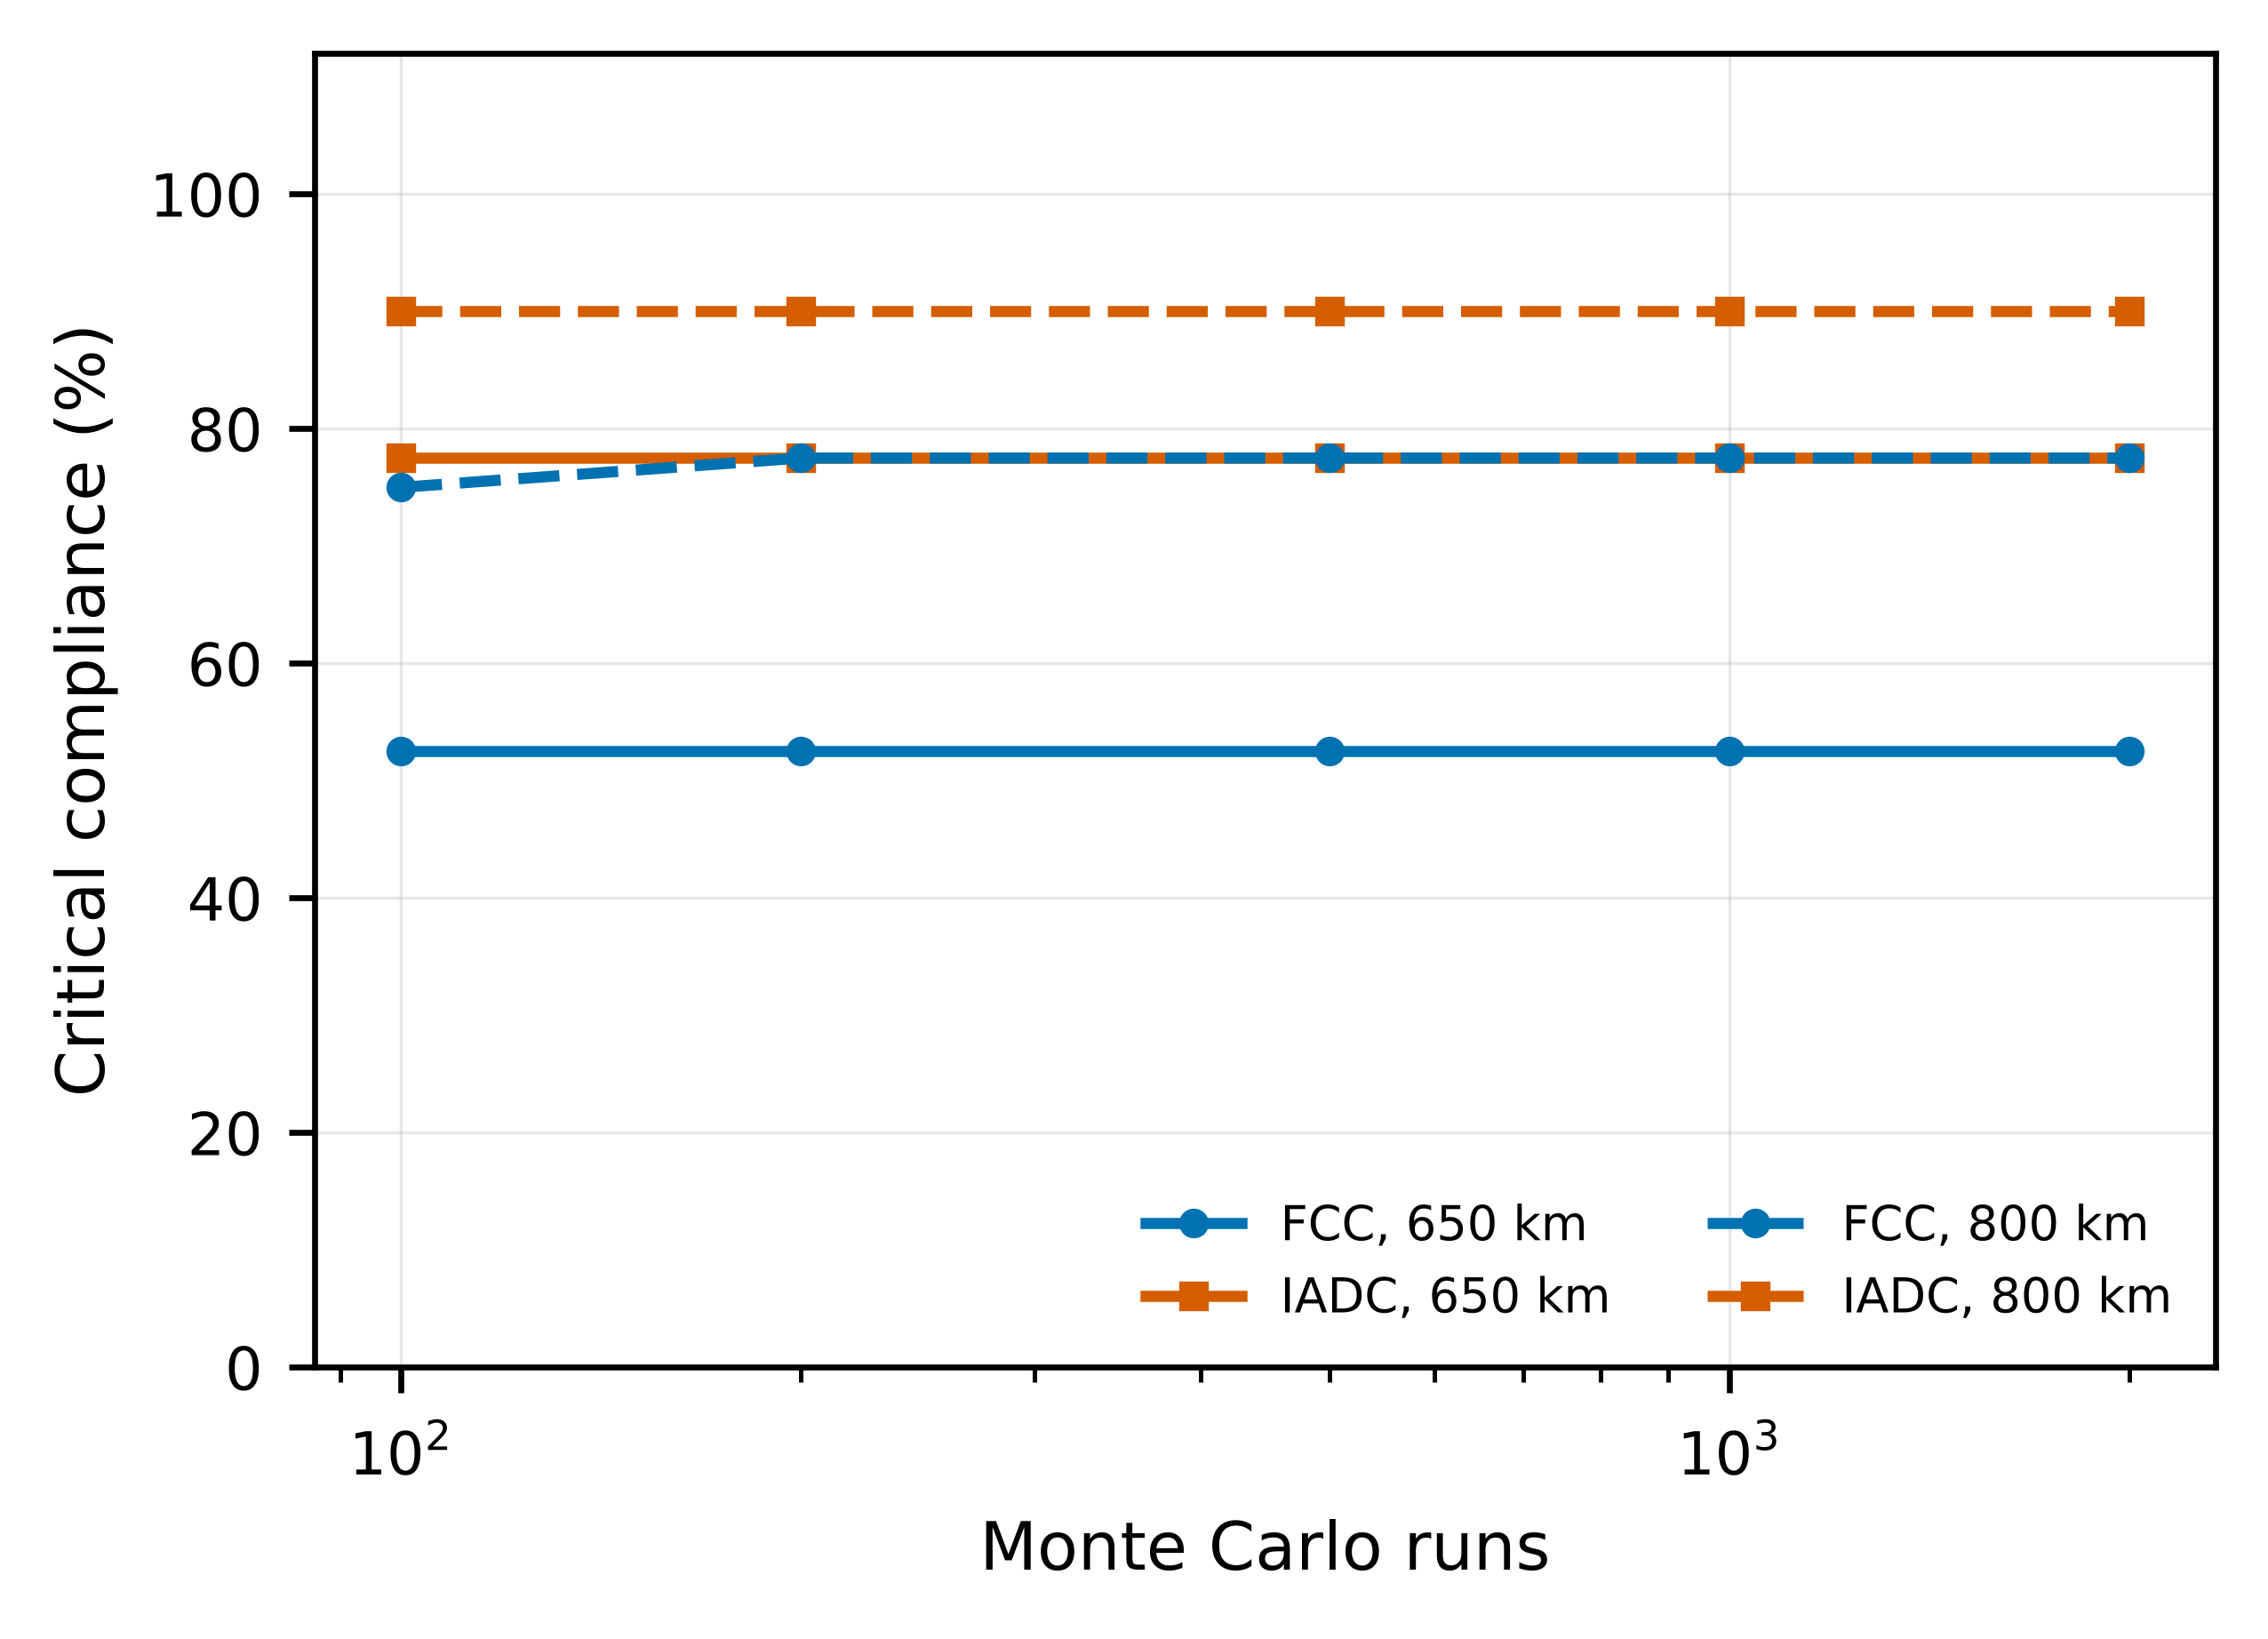 Critical compliance (%)
100
80
60
40
20
0
FCC, 650 km
IADC, 650 km
FCC, 800 km
IADC, 800 km
10²
10³
Monte Carlo runs